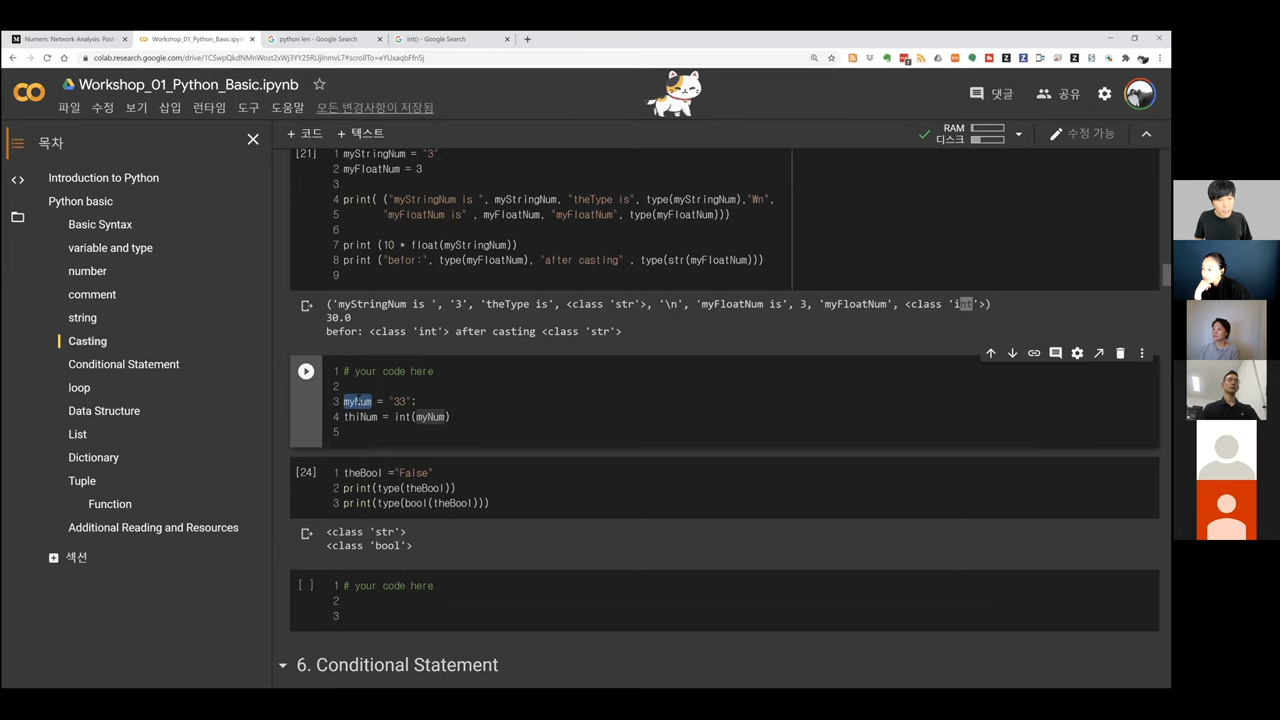 Numeric Network Analysis: Post-
Workshop_01_Python_Basic.ipynb
python len - Google Search
int() - Google Search
Workshop_01_Python_Basic.ipynb
파일 수정 보기 삽입 런타임 도구 도움말 모든 변경사항이 저장됨
댓글 공유
+ 코드 + 텍스트
RAM
디스크
수정 가능
목차
Introduction to Python
Python basic
Basic Syntax
variable and type
number
comment
string
Casting
Conditional Statement
loop
Data Structure
List
Dictionary
Tuple
Function
Additional Reading and Resources
섹션
[21]
1 myStringNum = "3"
2 myFloatNum = 3
3
4 print( ("myStringNum is ", myStringNum, "theType is", type(myStringNum),"₩n",
5 "myFloatNum is" , myFloatNum, "myFloatNum", type(myFloatNum)))
6
7 print (10 * float(myStringNum))
8 print ("befor:", type(myFloatNum), "after casting" , type(str(myFloatNum)))
9
('myStringNum is ', '3', 'theType is', <class 'str'>, '\n', 'myFloatNum is', 3, 'myFloatNum', <class 'int'>)
30.0
befor: <class 'int'> after casting <class 'str'>
1 # your code here
2
3 myNum = "33";
4 thiNum = int(myNum)
5
[24]
1 theBool ="False"
2 print(type(theBool))
3 print(type(bool(theBool)))
<class 'str'>
<class 'bool'>
[ ]
1 # your code here
2
3
6. Conditional Statement